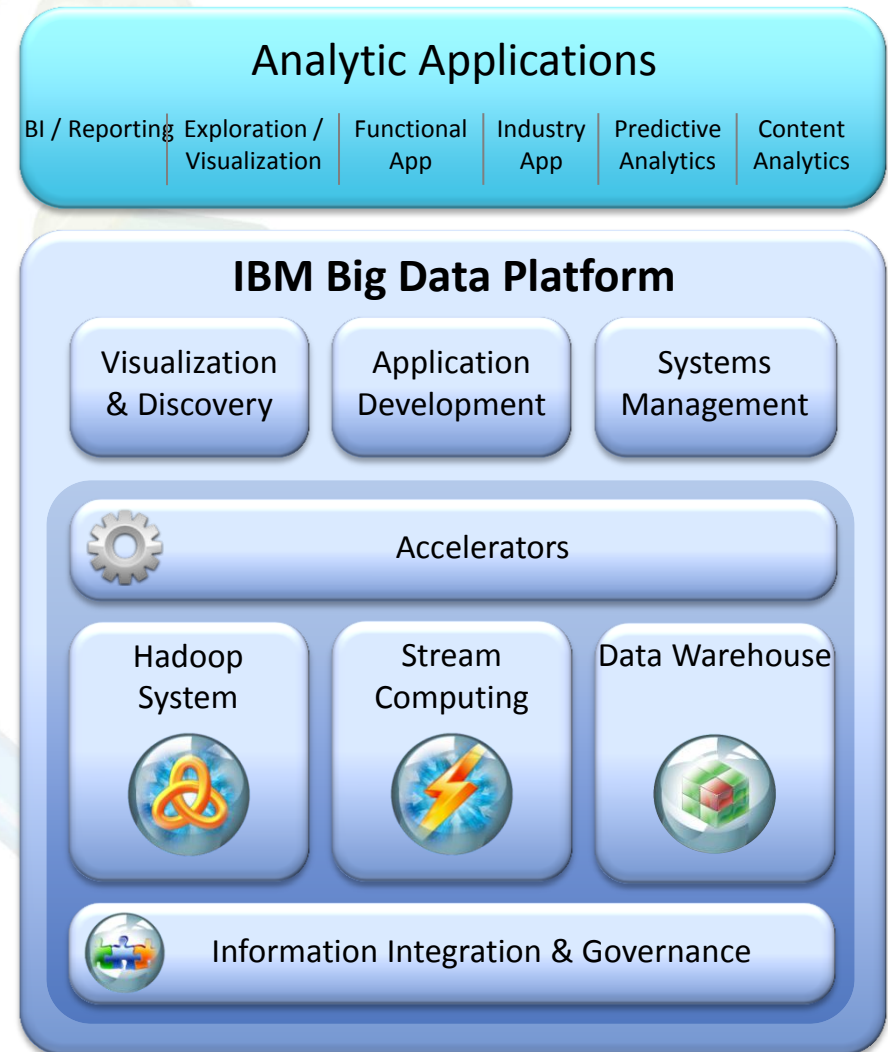 Analytic Applications
BI / Reporting
Exploration /
Visualization
Functional
App
Industry
App
Predictive
Analytics
Content
Analytics
IBM Big Data Platform
Visualization
& Discovery
Application
Development
Systems
Management
Accelerators
Hadoop
System
Stream
Computing
Data Warehouse
Information Integration & Governance